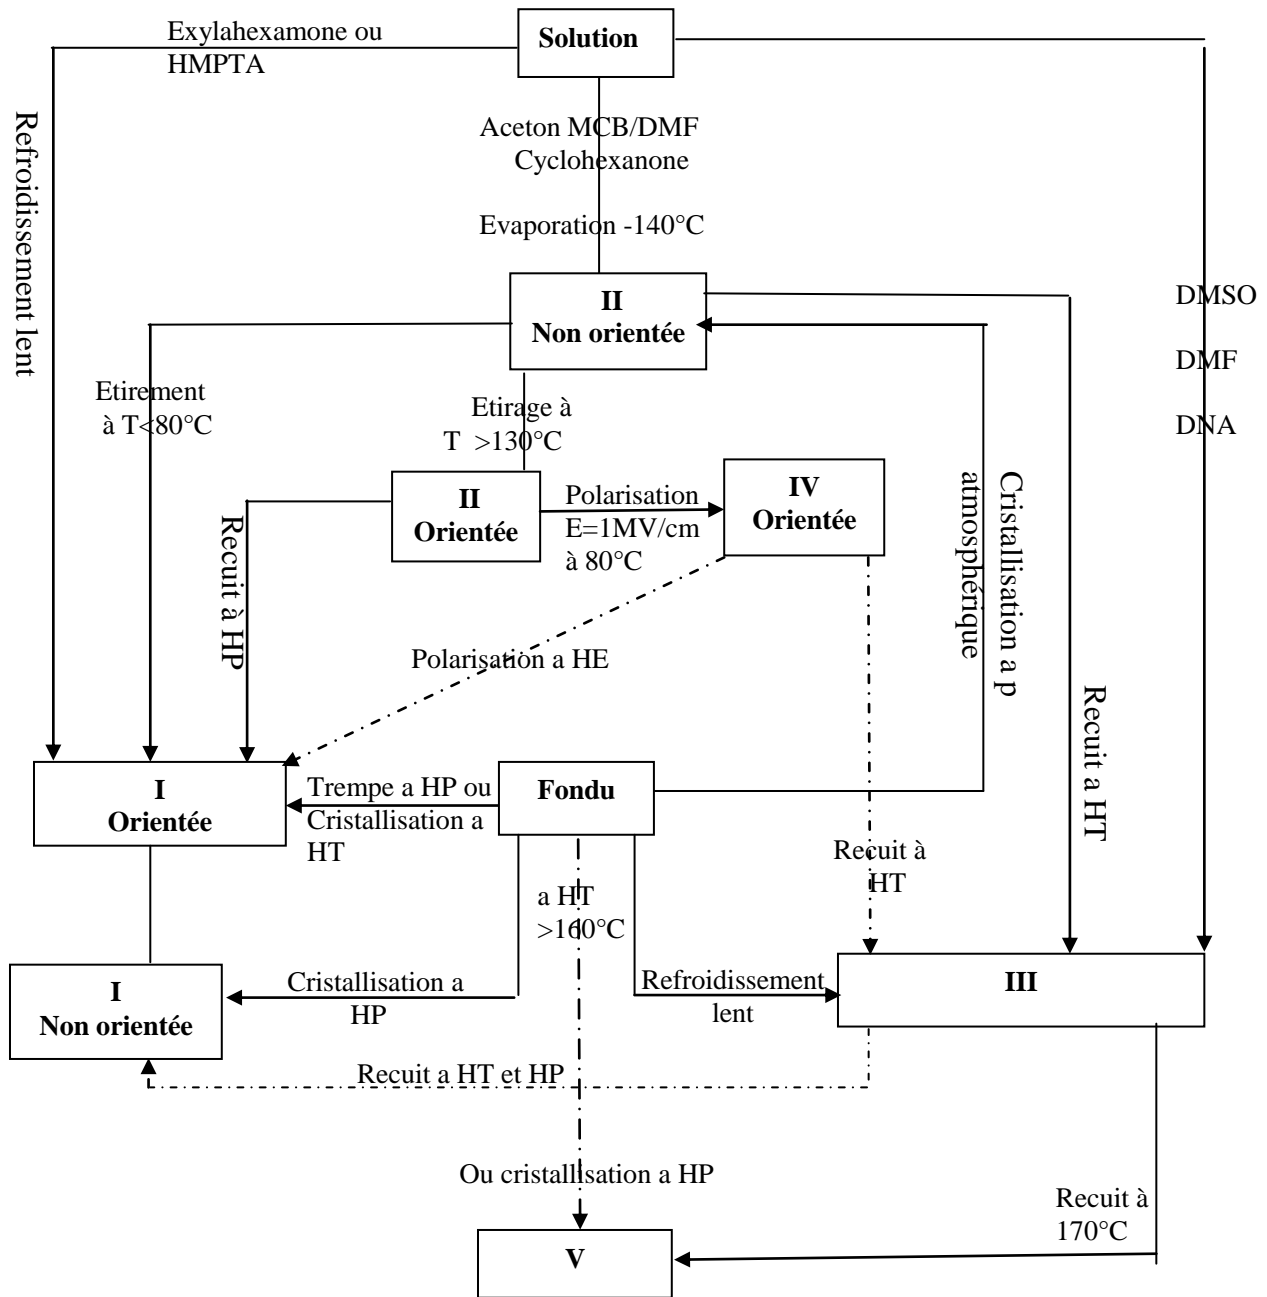 Exylahexamone ou
HMPTA
Solution
Refroidissement lent
Aceton MCB/DMF
Cyclohexanone
Evaporation -140°C
II
Non orientée
DMSO
DMF
DNA
Etirement
à T<80°C
Etirage à
T >130°C
II
Orientée
Polarisation
E=1MV/cm
à 80°C
IV
Orientée
Cristallisation a p
atmosphérique
Recuit à HP
Polarisation a HE
Recuit a HT
I
Orientée
Trempe a HP ou
Cristallisation a
HT
Fondu
Recuit à
HT
a HT
>160°C
I
Non orientée
Cristallisation a
HP
Refroidissement
lent
III
Recuit a HT et HP
Ou cristallisation a HP
Recuit à
170°C
V